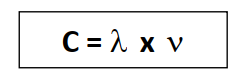 C = λ x ν